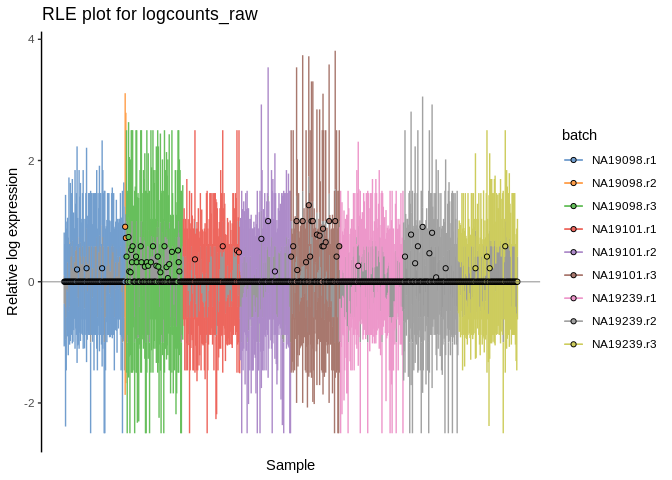 RLE plot for logcounts_raw
4
2
0
-2
Relative log expression
Sample
batch
NA19098.r1
NA19098.r2
NA19098.r3
NA19101.r1
NA19101.r2
NA19101.r3
NA19239.r1
NA19239.r2
NA19239.r3